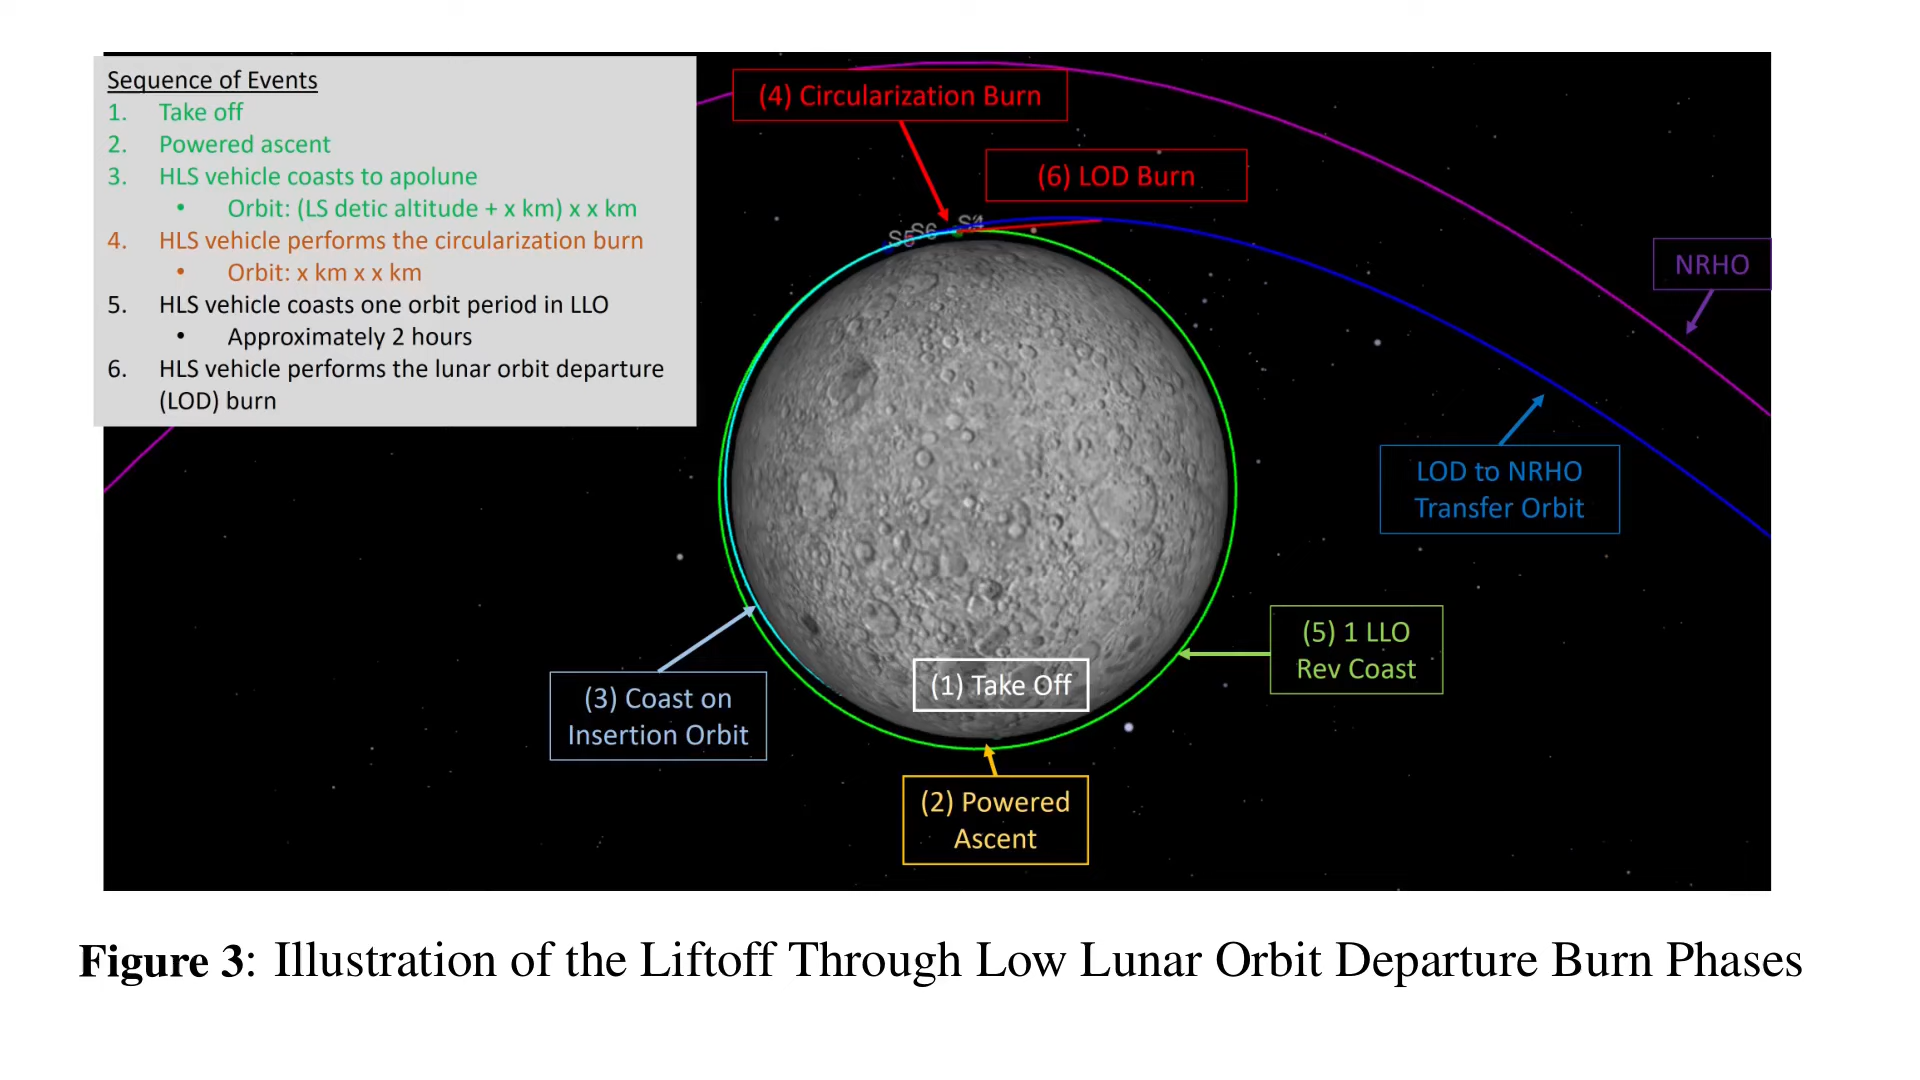 Sequence of Events
1. Take off
2. Powered ascent
3. HLS vehicle coasts to apolune
• Orbit: (LS detic altitude + x km) x x km
4. HLS vehicle performs the circularization burn
• Orbit: x km x x km
5. HLS vehicle coasts one orbit period in LLO
• Approximately 2 hours
6. HLS vehicle performs the lunar orbit departure
(LOD) burn
(4) Circularization Burn
(6) LOD Burn
S6
NRHO
LOD to NRHO
Transfer Orbit
(5) 1 LLO
Rev Coast
(1) Take Off
(3) Coast on
Insertion Orbit
(2) Powered
Ascent
Figure 3: Illustration of the Liftoff Through Low Lunar Orbit Departure Burn Phases